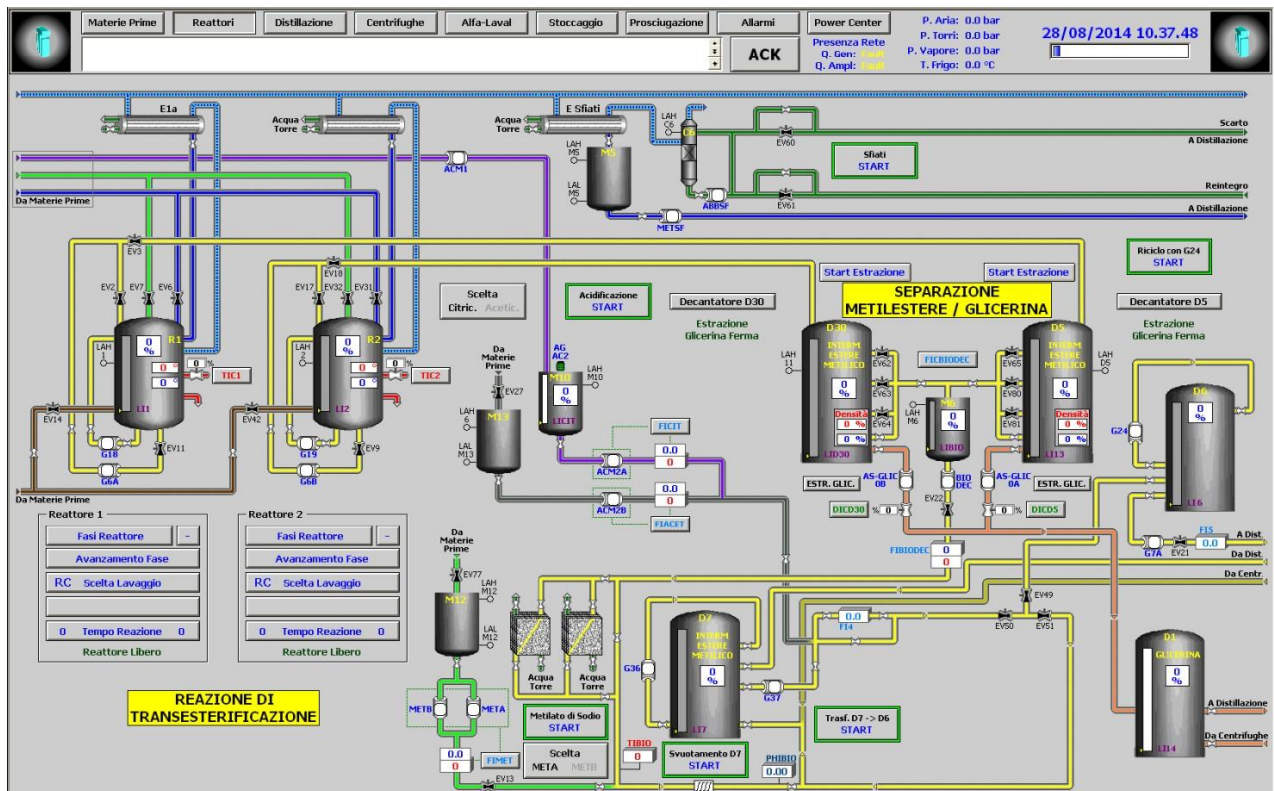 Materie Prime
Reattori
Distillazione
Centrifughe
Alfa-Laval
Stoccaggio
Prosciugazione
Allarmi
Power Center
P. Aria: 0.0 bar
P. Torri: 0.0 bar
P. Vapore: 0.0 bar
T. Frigo: 0.0 °C
28/08/2014 10.37.48
ACK
Presenza Rete
Q. Gen: Fault
Q. Ampl: Fault
E1a
Acqua
Torre
E Sfiati
Acqua
Torre
LAH
C6
C6
LAH
M5
M5
LAL
M5
EV60
Scarto
A Distillazione
Sfiati
START
ACM1
ABBSF
EV61
Reintegro
METSF
A Distillazione
Da Materie Prime
EV3
EV18
EV2
EV7
EV6
EV17
EV32
EV31
Riciclo con G24
START
Start Estrazione
Start Estrazione
SEPARAZIONE
METILESTERE / GLICERINA
Scelta
Citric. Acetic.
Acidificazione
START
Decantatore D30
Estrazione
Glicerina Ferma
Decantatore D5
Estrazione
Glicerina Ferma
LAH
1
R1
0
%
0 °
0 °
LI1
0 %
TIC1
LAH
2
R2
0
%
0 °
0 °
LI2
0 %
TIC2
EV14
EV42
G18
G6A
EV11
G19
G6B
EV9
Da Materie Prime
Da
Materie
Prime
EV27
LAH
6
M13
LAL
M13
AG
AC2
M10
LAH
M10
0
%
LICIT
FICIT
0.0
0
ACM2A
0.0
0
ACM2B
FIACET
LAH
11
D30
INTERM.
ESTERE
METILICO
0
%
Densità
0 %
0 %
LID30
EV62
EV63
EV64
FICBIODEC
LAH
M6
M6
0
%
LIBIO
EV65
EV80
EV81
D5
INTERM.
ESTERE
METILICO
0
%
Densità
0 %
0 %
LI13
LAH
D5
G24
D6
0
%
LI6
ESTR. GLIC.
AS-GLIC
0B
BIO
DEC
EV22
AS-GLIC
0A
ESTR. GLIC.
DICD30
% 0
0 %
DICD5
FIBIODEC
0
0
G7A
EV21
FI5
0.0
A Dist.
Da Dist.
Da Centr.
Reattore 1
Fasi Reattore
-
Avanzamento Fase
RC Scelta Lavaggio
0 Tempo Reazione 0
Reattore Libero
Reattore 2
Fasi Reattore
-
Avanzamento Fase
RC Scelta Lavaggio
0 Tempo Reazione 0
Reattore Libero
REAZIONE DI
TRANSESTERIFICAZIONE
Da
Materie
Prime
EV77
LAH
M12
M12
LAL
M12
METB
META
0.0
0
FIMET
EV13
Acqua
Torre
Acqua
Torre
Metilato di Sodio
START
Scelta
META METB
G36
D7
INTERM.
ESTERE
METILICO
0
%
LI7
G37
0.0
FI4
EV49
EV50
EV51
TIBIO
0
Svuotamento D7
START
PHIBIO
0.00
Trasf. D7 -> D6
START
D1
GLICERINA
0
%
LI14
A Distillazione
Da Centrifughe